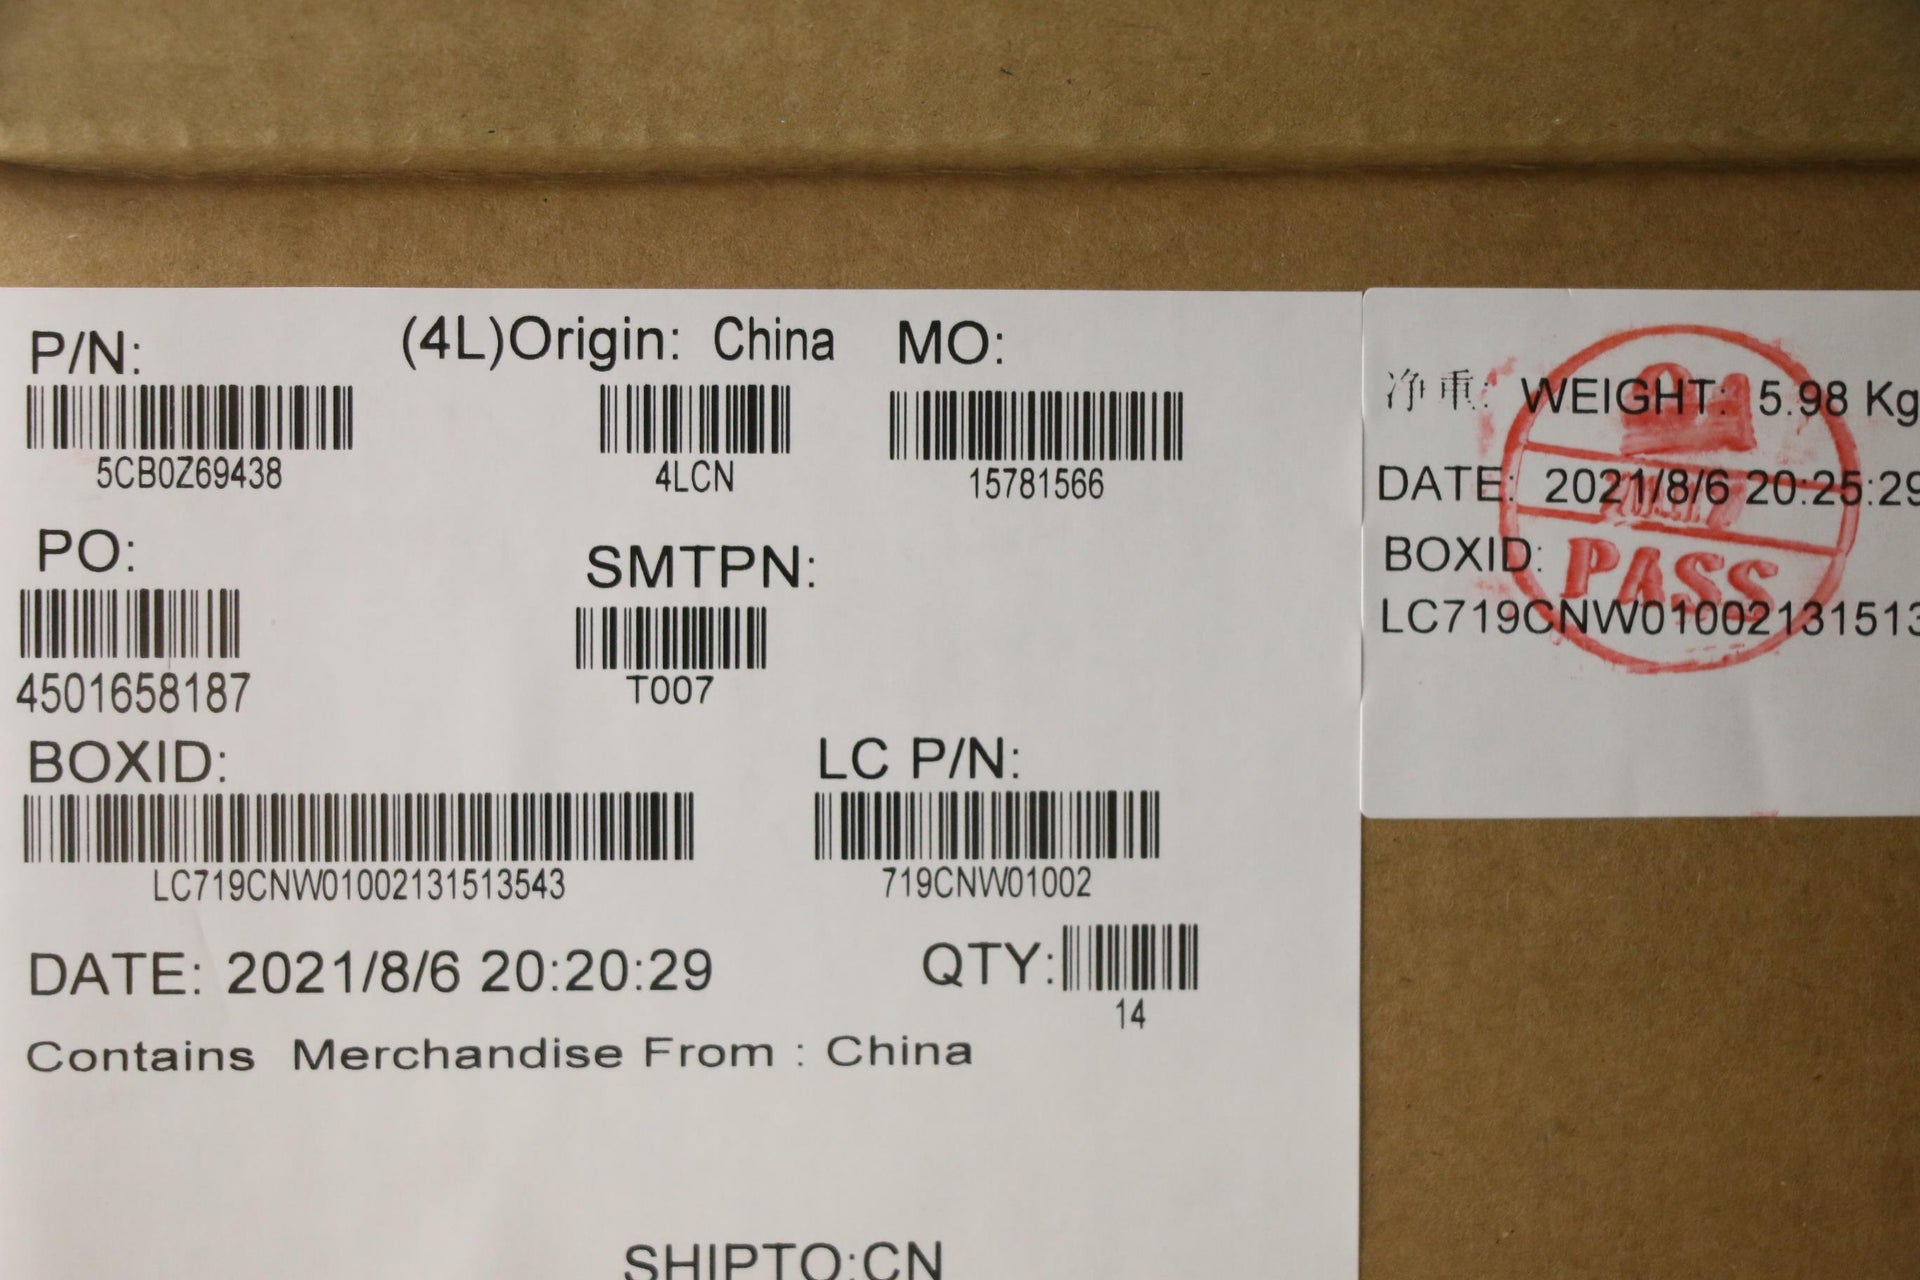 P/N:
(4L)Origin: China
MO:
5CB0Z69438
4LCN
15781566
PO:
SMTPN:
4501658187
T007
BOXID:
LC P/N:
LC719CNW01002131513543
719CNW01002
DATE: 2021/8/6 20:20:29
QTY:
14
Contains Merchandise From : China
SHIPTO:CN
净重: WEIGHT: 5.98 Kg
DATE: 2021/8/6 20:25:29
BOXID:
LC719CNW01002131513
PASS